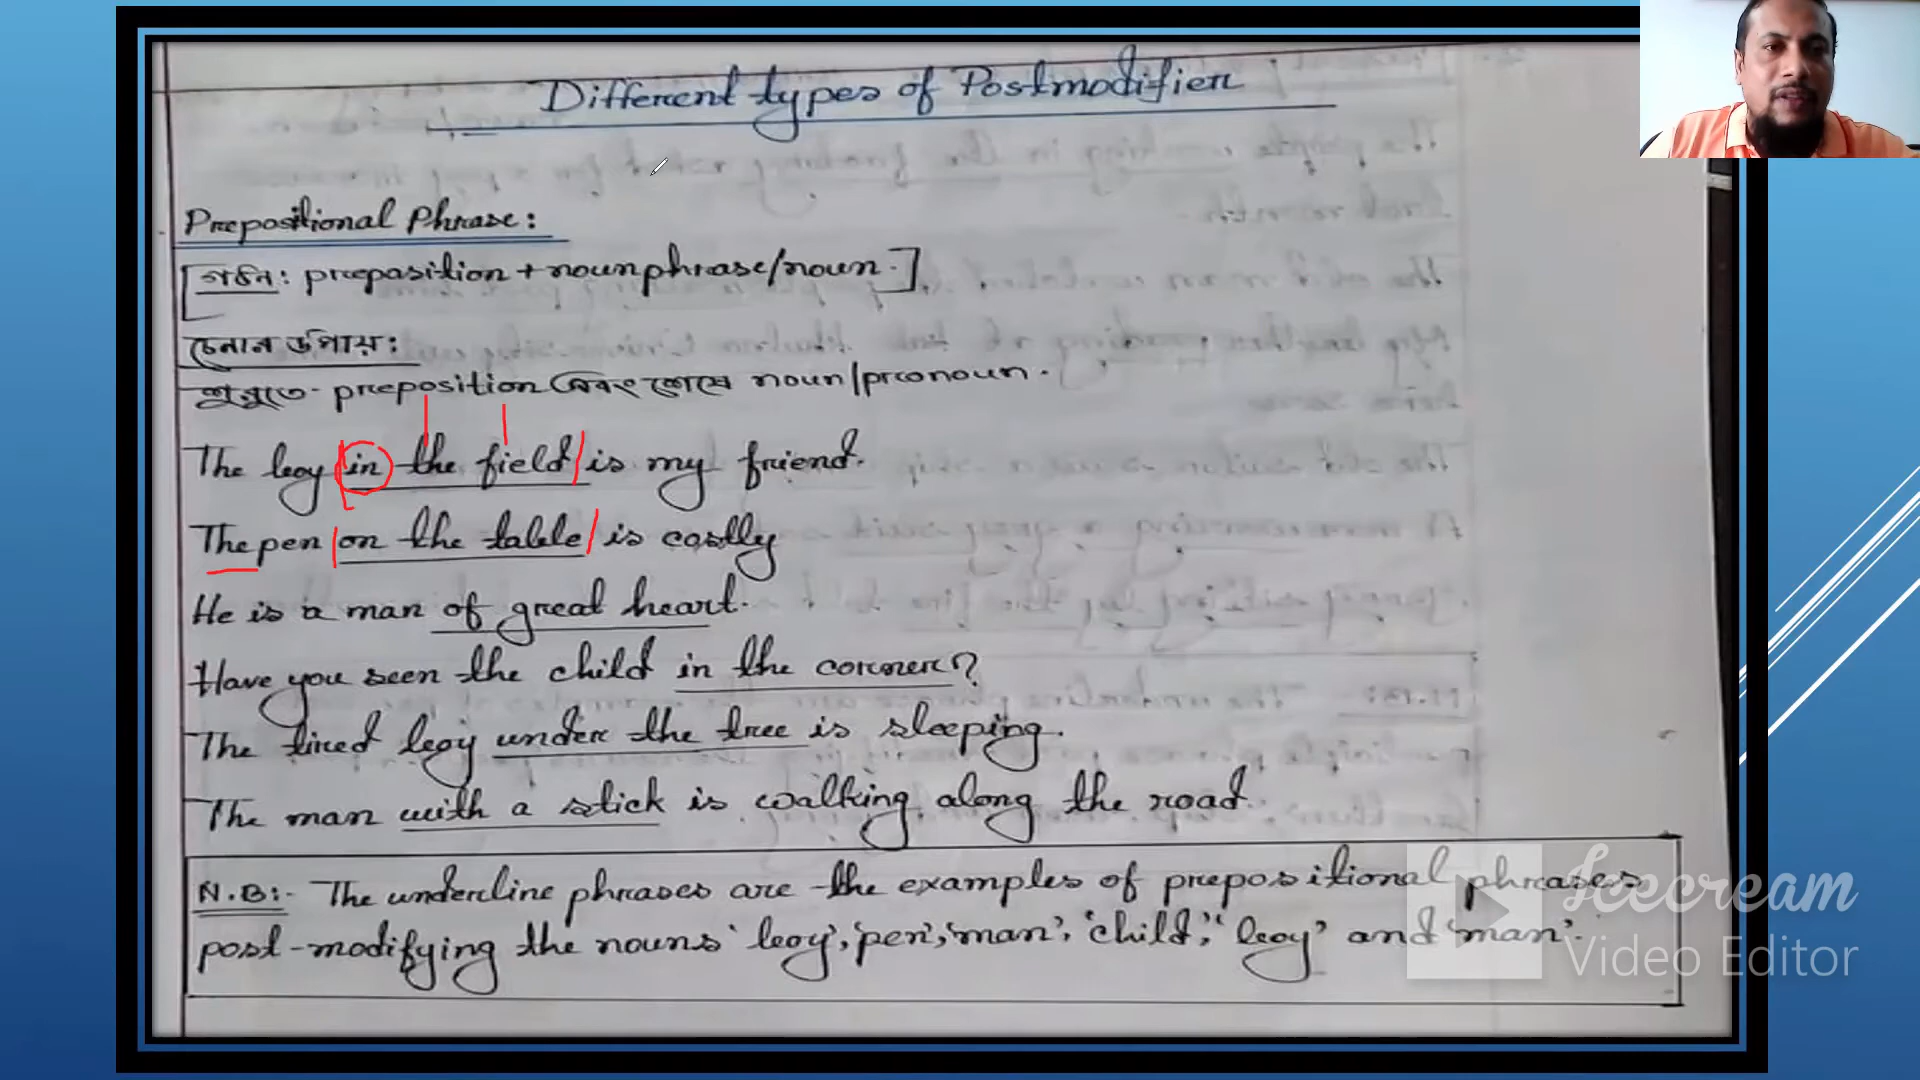 Different types of Postmodifier
Prepositional Phrase:
[গঠন: preposition + noun phrase/noun.]
চেনার উপায়:
শুরুতে- preposition এবং শেষে noun/pronoun.
The boy in the field is my friend.
The pen on the table is costly
He is a man of great heart.
Have you seen the child in the corner?
The tired boy under the tree is sleeping.
The man with a stick is walking along the road.
N.B:- The underline phrases are the examples of prepositional phrases
post-modifying the nouns 'boy', 'pen', 'man', 'child', 'boy' and 'man'.
Icecream
Video Editor